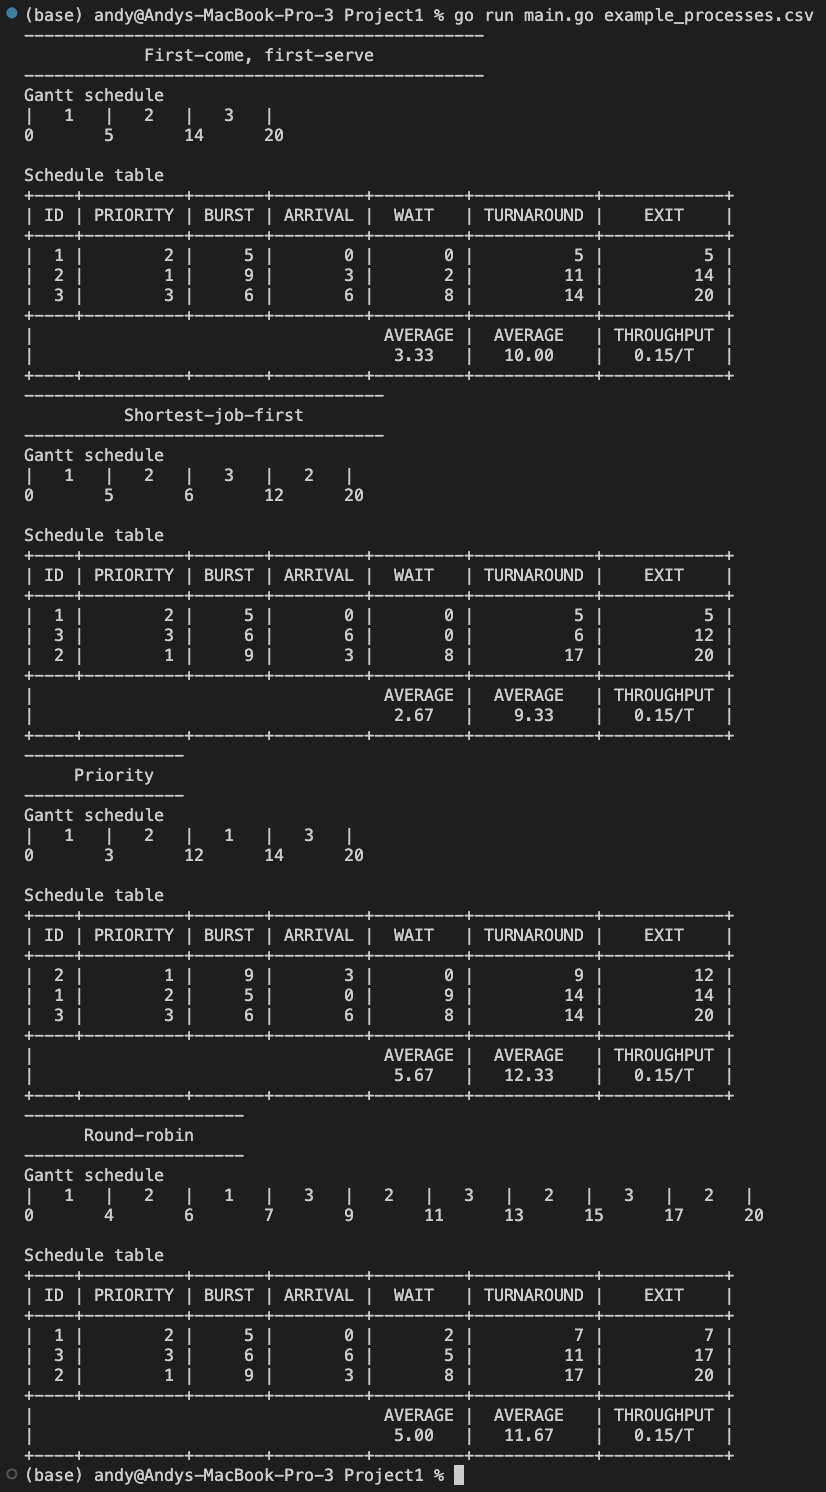 (base) andy@Andys-MacBook-Pro-3 Project1 % go run main.go example_processes.csv
----------------------------------------------
            First-come, first-serve
----------------------------------------------
Gantt schedule
|   1   |   2   |   3   |
0       5       14      20

Schedule table
+----+----------+-------+---------+---------+------------+------------+
| ID | PRIORITY | BURST | ARRIVAL |  WAIT   | TURNAROUND |    EXIT    |
+----+----------+-------+---------+---------+------------+------------+
|  1 |        2 |     5 |       0 |       0 |          5 |          5 |
|  2 |        1 |     9 |       3 |       2 |         11 |         14 |
|  3 |        3 |     6 |       6 |       8 |         14 |         20 |
+----+----------+-------+---------+---------+------------+------------+
|                                   AVERAGE |  AVERAGE   | THROUGHPUT |
|                                    3.33   |   10.00    |   0.15/T   |
+----+----------+-------+---------+---------+------------+------------+
------------------------------------
          Shortest-job-first
------------------------------------
Gantt schedule
|   1   |   2   |   3   |   2   |
0       5       6       12      20

Schedule table
+----+----------+-------+---------+---------+------------+------------+
| ID | PRIORITY | BURST | ARRIVAL |  WAIT   | TURNAROUND |    EXIT    |
+----+----------+-------+---------+---------+------------+------------+
|  1 |        2 |     5 |       0 |       0 |          5 |          5 |
|  3 |        3 |     6 |       6 |       0 |          6 |         12 |
|  2 |        1 |     9 |       3 |       8 |         17 |         20 |
+----+----------+-------+---------+---------+------------+------------+
|                                   AVERAGE |  AVERAGE   | THROUGHPUT |
|                                    2.67   |    9.33    |   0.15/T   |
+----+----------+-------+---------+---------+------------+------------+
----------------
     Priority
----------------
Gantt schedule
|   1   |   2   |   1   |   3   |
0       3       12      14      20

Schedule table
+----+----------+-------+---------+---------+------------+------------+
| ID | PRIORITY | BURST | ARRIVAL |  WAIT   | TURNAROUND |    EXIT    |
+----+----------+-------+---------+---------+------------+------------+
|  2 |        1 |     9 |       3 |       0 |          9 |         12 |
|  1 |        2 |     5 |       0 |       9 |         14 |         14 |
|  3 |        3 |     6 |       6 |       8 |         14 |         20 |
+----+----------+-------+---------+---------+------------+------------+
|                                   AVERAGE |  AVERAGE   | THROUGHPUT |
|                                    5.67   |   12.33    |   0.15/T   |
+----+----------+-------+---------+---------+------------+------------+
----------------------
      Round-robin
----------------------
Gantt schedule
|   1   |   2   |   1   |   3   |   2   |   3   |   2   |   3   |   2   |
0       4       6       7       9       11      13      15      17      20

Schedule table
+----+----------+-------+---------+---------+------------+------------+
| ID | PRIORITY | BURST | ARRIVAL |  WAIT   | TURNAROUND |    EXIT    |
+----+----------+-------+---------+---------+------------+------------+
|  1 |        2 |     5 |       0 |       2 |          7 |          7 |
|  3 |        3 |     6 |       6 |       5 |         11 |         17 |
|  2 |        1 |     9 |       3 |       8 |         17 |         20 |
+----+----------+-------+---------+---------+------------+------------+
|                                   AVERAGE |  AVERAGE   | THROUGHPUT |
|                                    5.00   |   11.67    |   0.15/T   |
+----+----------+-------+---------+---------+------------+------------+
(base) andy@Andys-MacBook-Pro-3 Project1 %